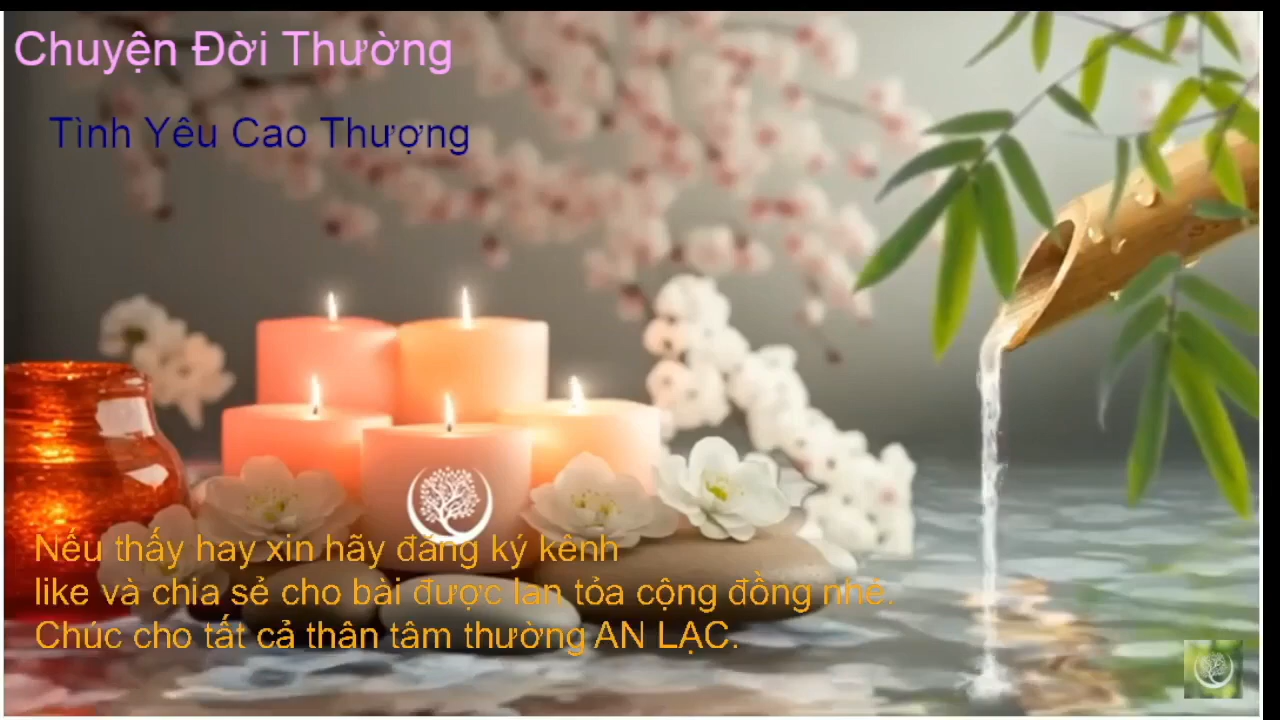 Chuyện Đời Thường
Tình Yêu Cao Thượng
Nếu thấy hay xin hãy đăng ký kênh
like và chia sẻ cho bài được lan tỏa cộng đồng nhé.
Chúc cho tất cả thân tâm thường AN LẠC.